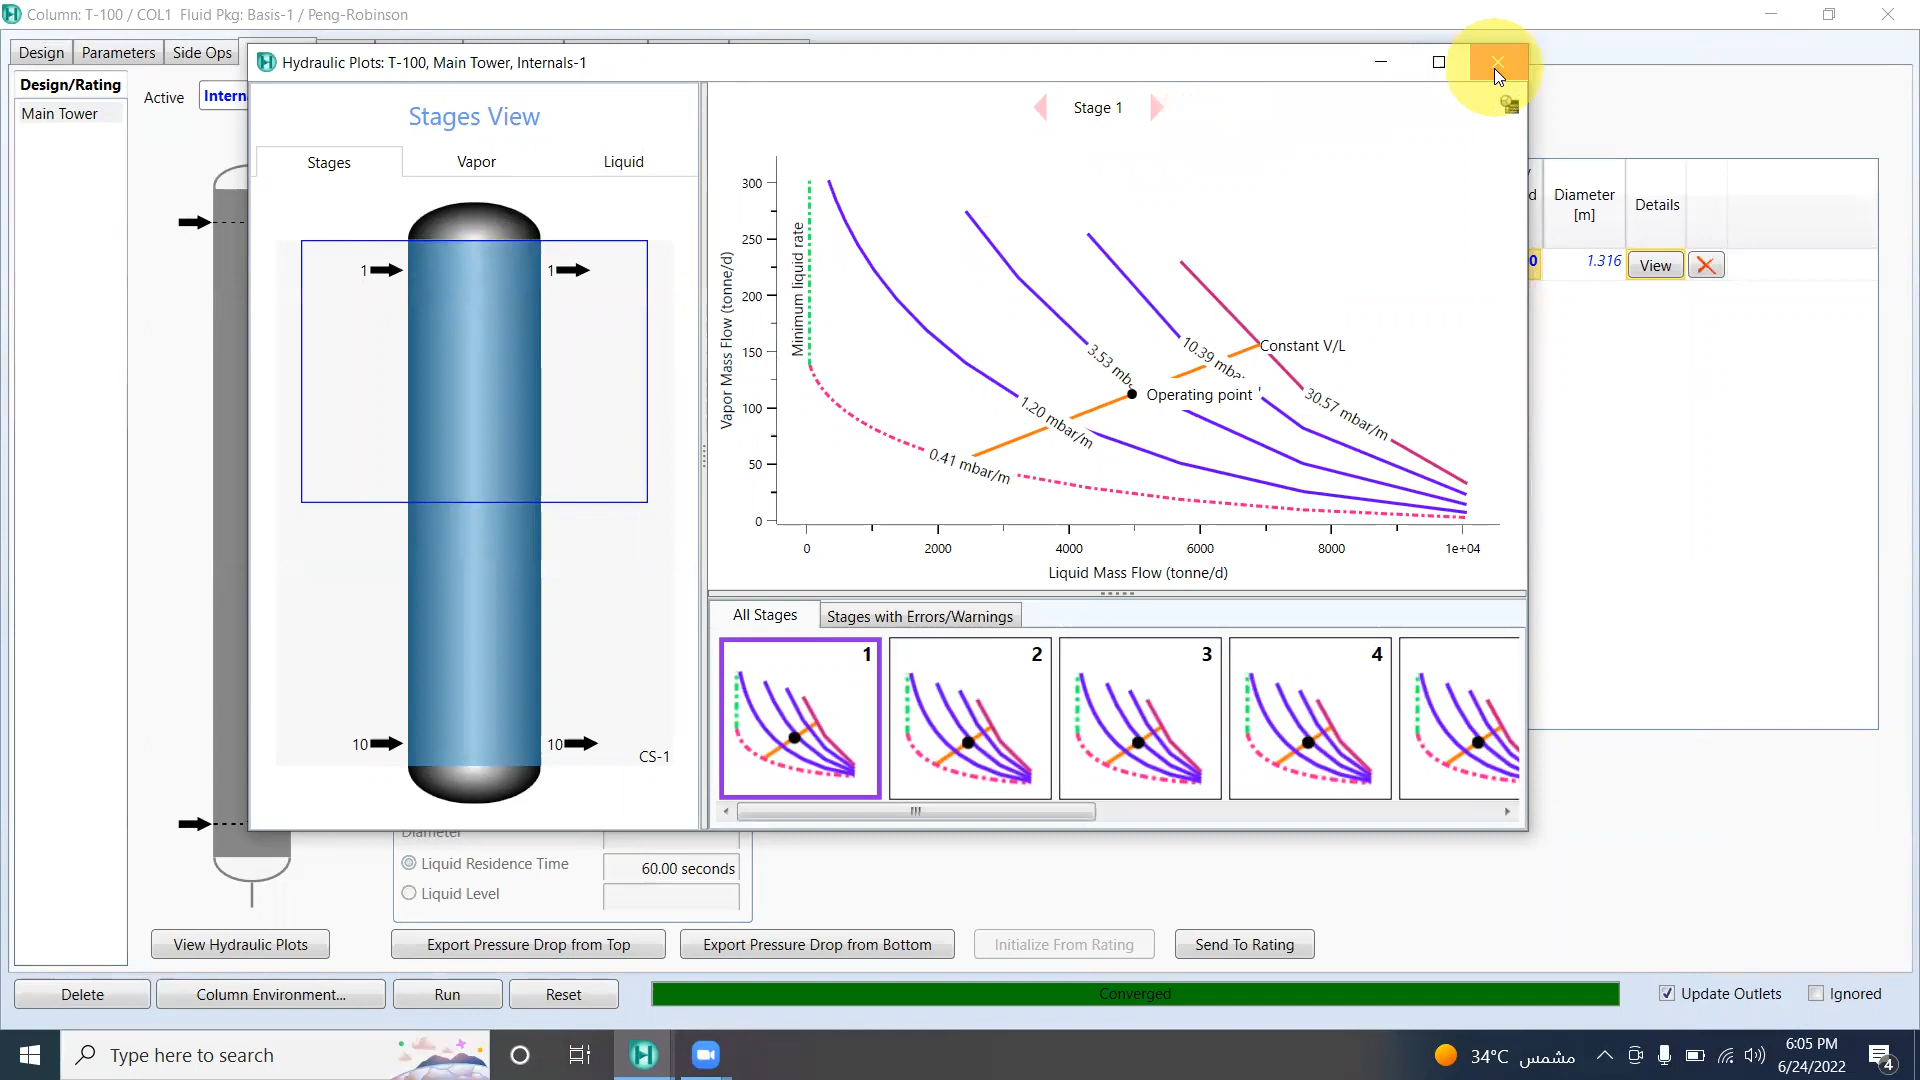 Column: T-100 / COL1 Fluid Pkg: Basis-1 / Peng-Robinson
Design
Parameters
Side Ops
Design/Rating
Main Tower
Active
Intern
Hydraulic Plots: T-100, Main Tower, Internals-1
Stages View
Stages
Vapor
Liquid
1
1
10
10
CS-1
Stage 1
Vapor Mass Flow (tonne/d)
300
250
200
150
100
50
0
Minimum liquid rate
0.41 mbar/m
1.20 mbar/m
3.53 mb
10.39 mba
30.57 mbar/m
Constant V/L
Operating point
0
2000
4000
6000
8000
1e+04
Liquid Mass Flow (tonne/d)
All Stages
Stages with Errors/Warnings
1
2
3
4
d
Diameter
[m]
Details
0
1.316
View
Diameter
Liquid Residence Time
60.00 seconds
Liquid Level
View Hydraulic Plots
Export Pressure Drop from Top
Export Pressure Drop from Bottom
Initialize From Rating
Send To Rating
Delete
Column Environment...
Run
Reset
Converged
Update Outlets
Ignored
Type here to search
34°C مشمس
6:05 PM
6/24/2022
4